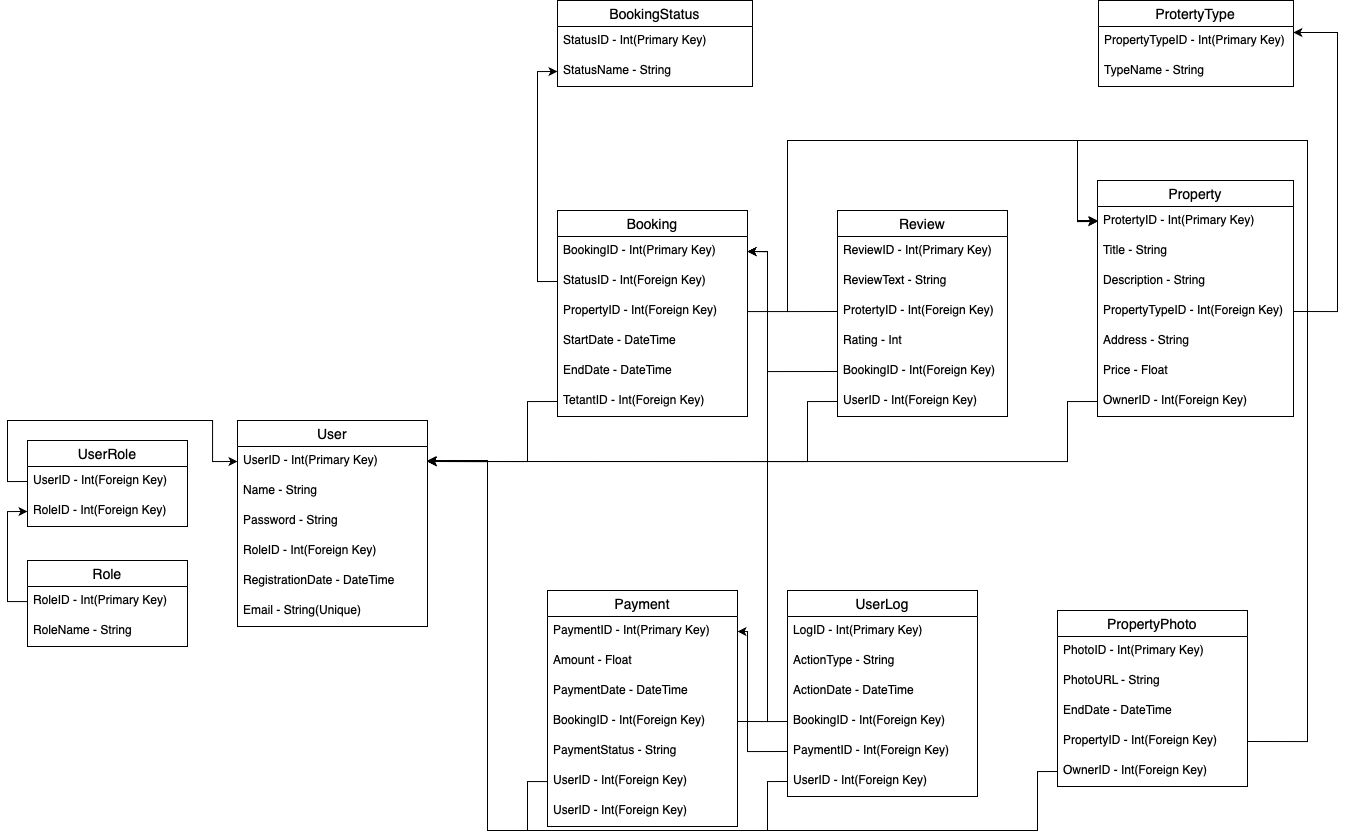 BookingStatus
StatusID - Int(Primary Key)
StatusName - String
ProtertyType
PropertyTypeID - Int(Primary Key)
TypeName - String
Booking
BookingID - Int(Primary Key)
StatusID - Int(Foreign Key)
PropertyID - Int(Foreign Key)
StartDate - DateTime
EndDate - DateTime
TetantID - Int(Foreign Key)
Review
ReviewID - Int(Primary Key)
ReviewText - String
ProtertyID - Int(Foreign Key)
Rating - Int
BookingID - Int(Foreign Key)
UserID - Int(Foreign Key)
Property
ProtertyID - Int(Primary Key)
Title - String
Description - String
PropertyTypeID - Int(Foreign Key)
Address - String
Price - Float
OwnerID - Int(Foreign Key)
UserRole
UserID - Int(Foreign Key)
RoleID - Int(Foreign Key)
Role
RoleID - Int(Primary Key)
RoleName - String
User
UserID - Int(Primary Key)
Name - String
Password - String
RoleID - Int(Foreign Key)
RegistrationDate - DateTime
Email - String(Unique)
Payment
PaymentID - Int(Primary Key)
Amount - Float
PaymentDate - DateTime
BookingID - Int(Foreign Key)
PaymentStatus - String
UserID - Int(Foreign Key)
UserID - Int(Foreign Key)
UserLog
LogID - Int(Primary Key)
ActionType - String
ActionDate - DateTime
BookingID - Int(Foreign Key)
PaymentID - Int(Foreign Key)
UserID - Int(Foreign Key)
PropertyPhoto
PhotoID - Int(Primary Key)
PhotoURL - String
EndDate - DateTime
PropertyID - Int(Foreign Key)
OwnerID - Int(Foreign Key)